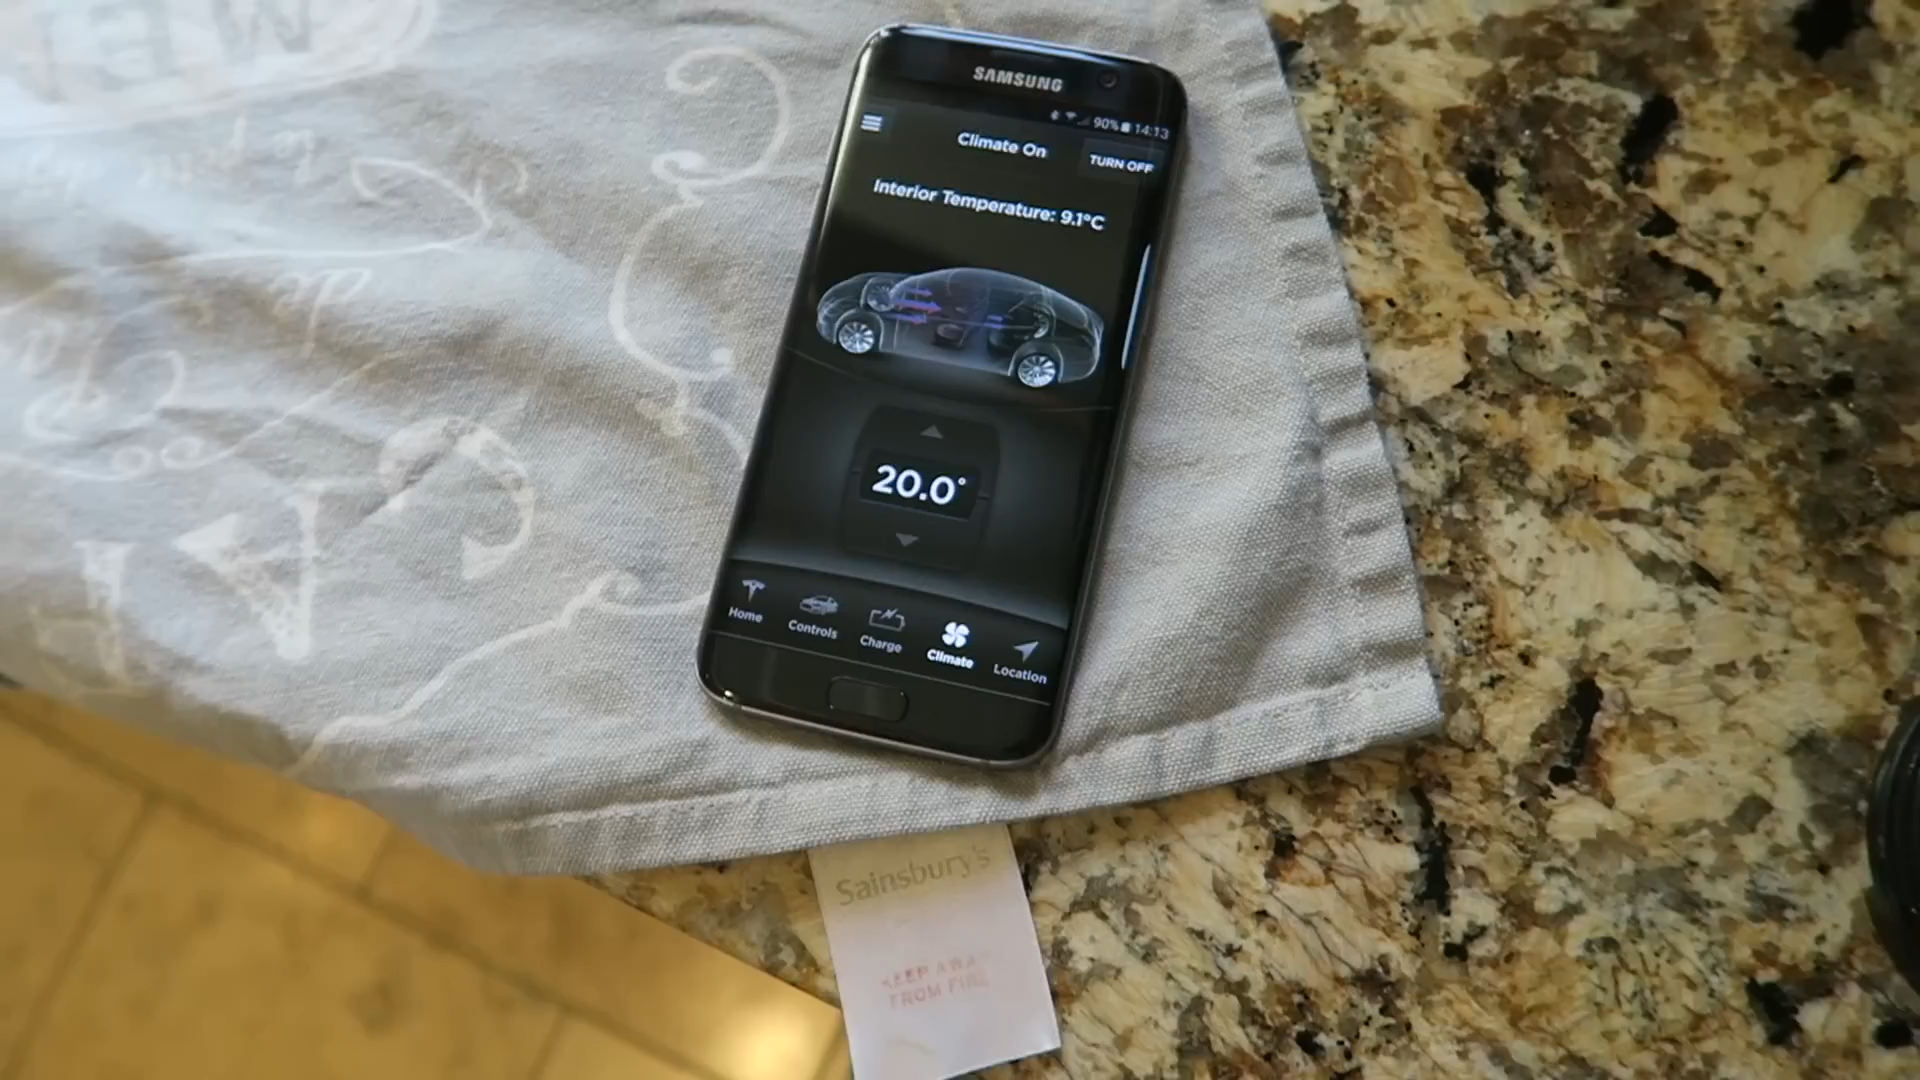 SAMSUNG
90% 14:13
Climate On
TURN OFF
Interior Temperature: 9.1°C
20.0°
Home
Controls
Charge
Climate
Location
Sainsbury's
KEEP AWAY
FROM FIRE